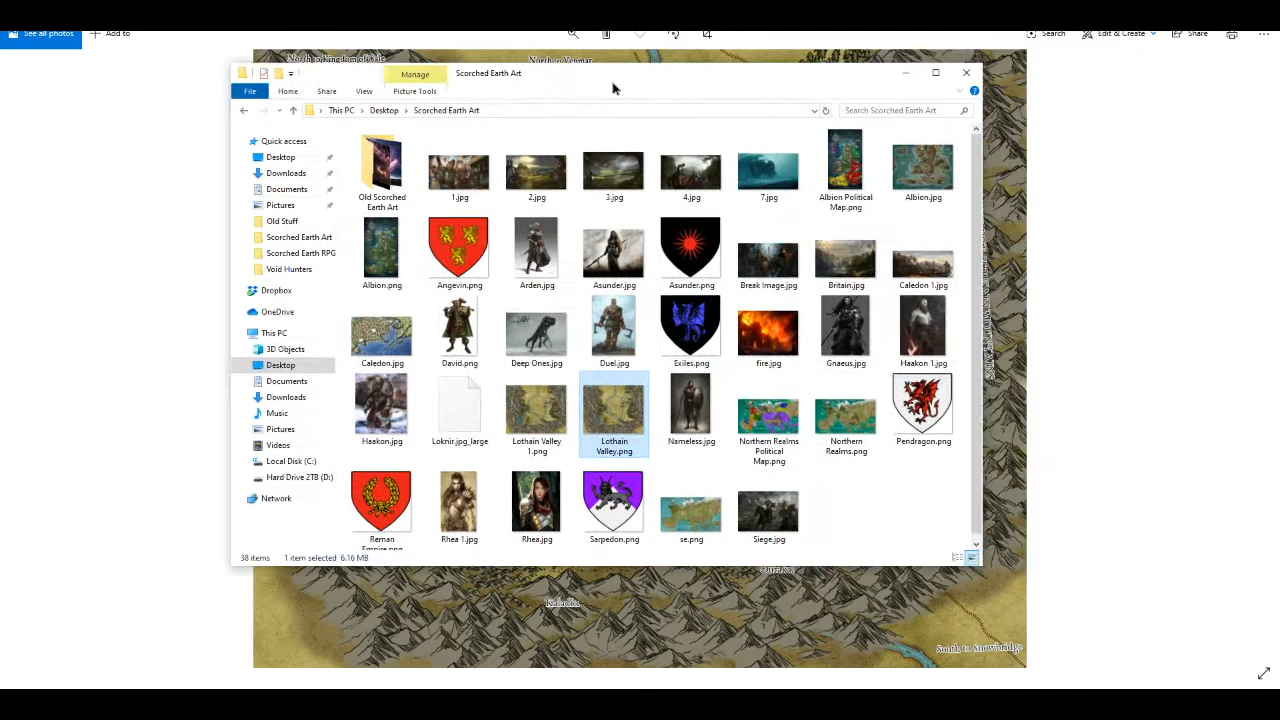 See all photos
Add to
Search
Edit & Create
Share
North to Kingdom of Vale
Manage
Scorched Earth Art
File
Home
Share
View
Picture Tools
This PC
Desktop
Scorched Earth Art
Search Scorched Earth Art
Quick access
Desktop
Downloads
Documents
Pictures
Old Stuff
Scorched Earth Art
Scorched Earth RPG
Void Hunters
Dropbox
OneDrive
This PC
3D Objects
Desktop
Documents
Downloads
Music
Pictures
Videos
Local Disk (C:)
Hard Drive 2TB (D:)
Network
Old Scorched
Earth Art
1.jpg
2.jpg
3.jpg
4.jpg
7.jpg
Albion Political
Map.png
Albion.jpg
Albion.png
Angevin.png
Arden.jpg
Asunder.jpg
Asunder.png
Break Image.jpg
Britain.jpg
Caledon 1.jpg
Caledon.jpg
David.png
Deep Ones.jpg
Duel.jpg
Exiles.png
fire.jpg
Gnaeus.jpg
Haakon 1.jpg
Haakon.jpg
Loknir.jpg_large
Lothain Valley
1.png
Lothain
Valley.png
Nameless.jpg
Northern Realms
Political
Map.png
Northern
Realms.png
Pendragon.png
Reman
Empire.png
Rhea 1.jpg
Rhea.jpg
Sarpedon.png
se.png
Siege.jpg
38 items
1 item selected 6.16 MB
Kaladin
South to Snowbridge